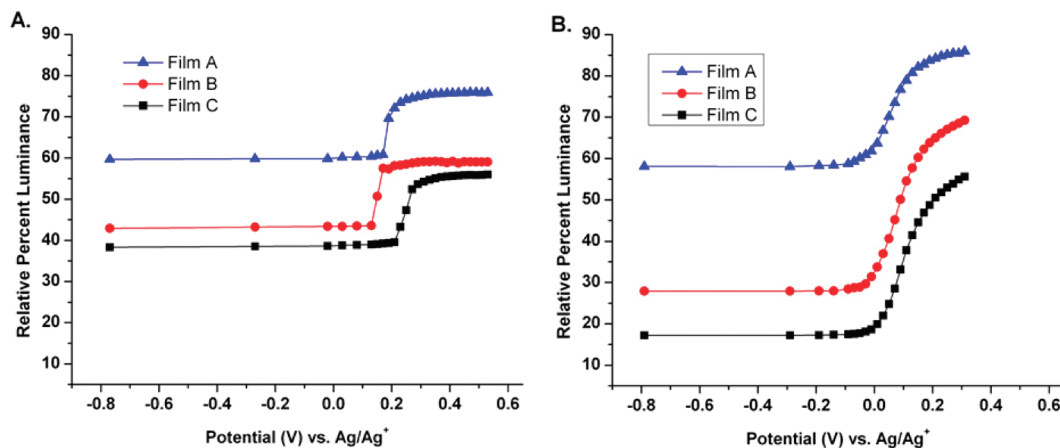 A.
Relative Percent Luminance
90
80
70
60
50
40
30
20
10
Film A
Film B
Film C
-0.8 -0.6 -0.4 -0.2 0.0 0.2 0.4 0.6
Potential (V) vs. Ag/Ag⁺
B.
Relative Percent Luminance
90
80
70
60
50
40
30
20
10
Film A
Film B
Film C
-0.8 -0.6 -0.4 -0.2 0.0 0.2 0.4 0.6
Potential (V) vs. Ag/Ag⁺